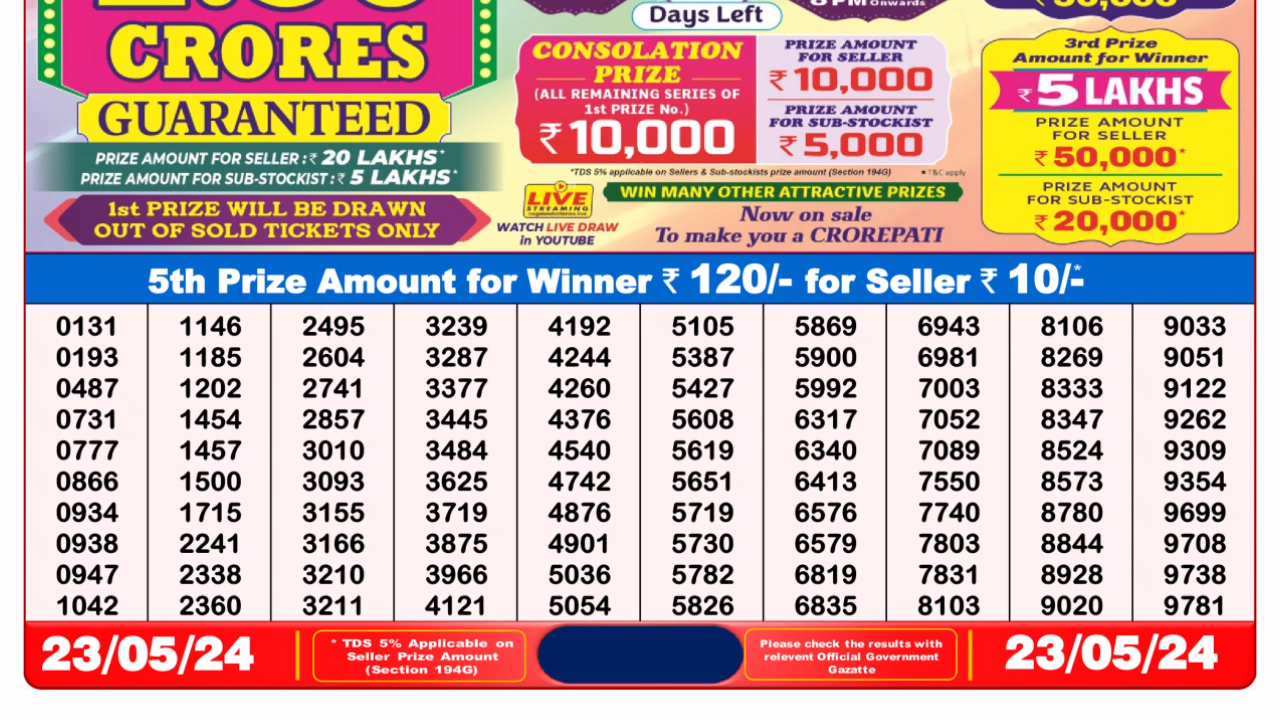 CRORES
GUARANTEED
PRIZE AMOUNT FOR SELLER :₹ 20 LAKHS*
PRIZE AMOUNT FOR SUB-STOCKIST :₹ 5 LAKHS*
1st PRIZE WILL BE DRAWN
OUT OF SOLD TICKETS ONLY
Days Left
8 PM Onwards
CONSOLATION
PRIZE
(ALL REMAINING SERIES OF
1st PRIZE No.)
₹10,000
PRIZE AMOUNT
FOR SELLER
₹10,000
PRIZE AMOUNT
FOR SUB-STOCKIST
₹5,000
*TDS 5% applicable on Sellers & Sub-stockists prize amount (Section 194G)
• T&C apply
LIVE
STREAMING
WATCH LIVE DRAW
in YOUTUBE
WIN MANY OTHER ATTRACTIVE PRIZES
Now on sale
To make you a CROREPATI
3rd Prize
Amount for Winner
₹5 LAKHS
PRIZE AMOUNT
FOR SELLER
₹50,000*
PRIZE AMOUNT
FOR SUB-STOCKIST
₹20,000*
5th Prize Amount for Winner ₹ 120/- for Seller ₹ 10/-*
0131 1146 2495 3239 4192 5105 5869 6943 8106 9033
0193 1185 2604 3287 4244 5387 5900 6981 8269 9051
0487 1202 2741 3377 4260 5427 5992 7003 8333 9122
0731 1454 2857 3445 4376 5608 6317 7052 8347 9262
0777 1457 3010 3484 4540 5619 6340 7089 8524 9309
0866 1500 3093 3625 4742 5651 6413 7550 8573 9354
0934 1715 3155 3719 4876 5719 6576 7740 8780 9699
0938 2241 3166 3875 4901 5730 6579 7803 8844 9708
0947 2338 3210 3966 5036 5782 6819 7831 8928 9738
1042 2360 3211 4121 5054 5826 6835 8103 9020 9781
23/05/24
* TDS 5% Applicable on
Seller Prize Amount
(Section 194G)
Please check the results with
relevent Official Government
Gazatte
23/05/24